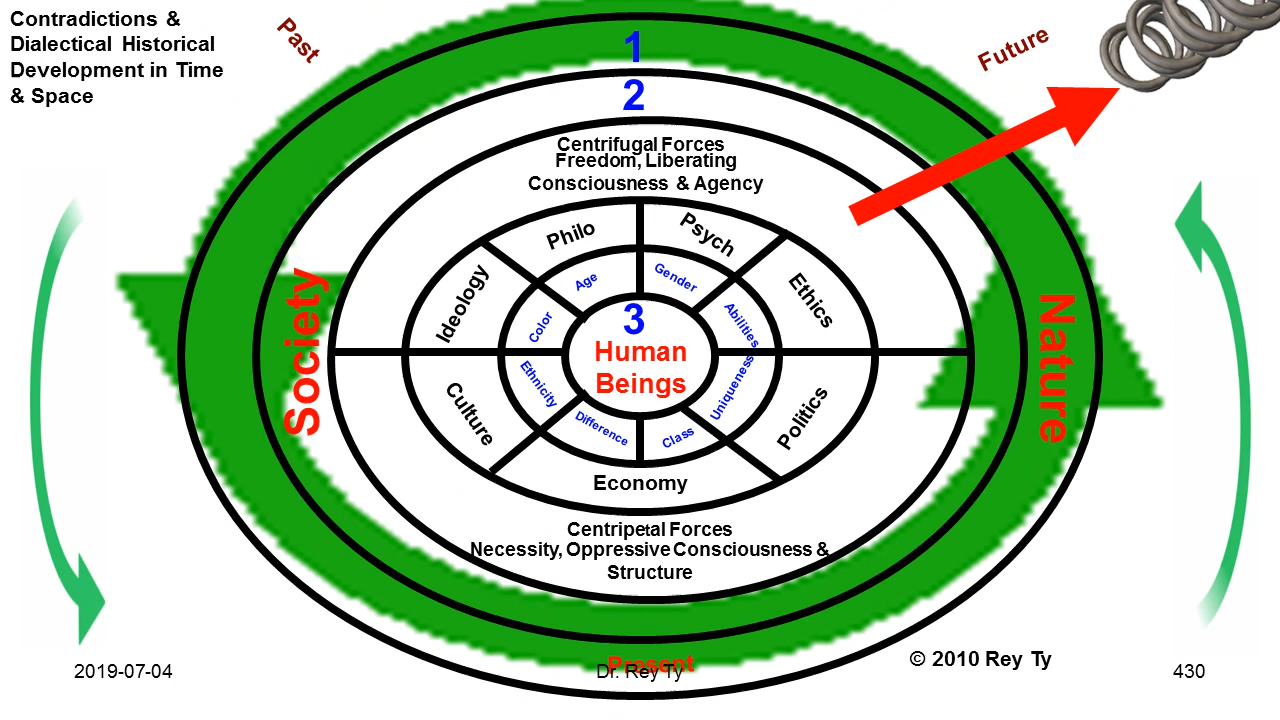 Contradictions &
Dialectical Historical
Development in Time
& Space
Past
Future
1
2
Centrifugal Forces
Freedom, Liberating
Consciousness & Agency
Philo
Psych
Ideology
Ethics
Age
Gender
Color
Abilities
3
Human
Beings
Society
Nature
Ethnicity
Uniqueness
Culture
Politics
Difference
Class
Economy
Centripetal Forces
Necessity, Oppressive Consciousness &
Structure
Present
© 2010 Rey Ty
2019-07-04
Dr. Rey Ty
430